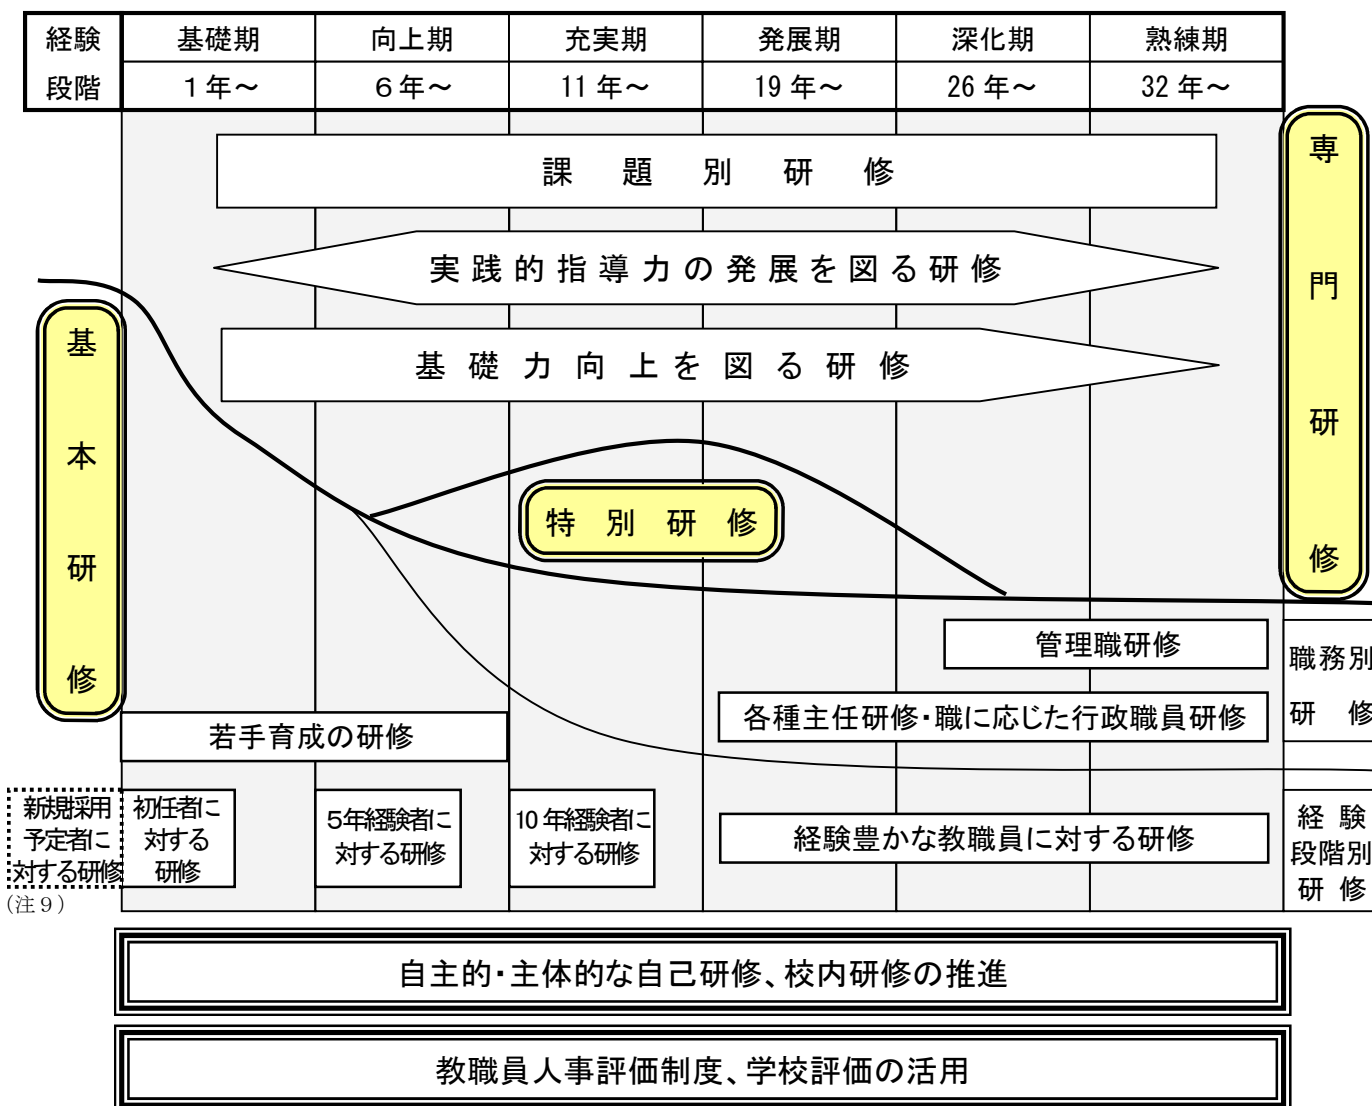 経験段階
基礎期
向上期
充実期
発展期
深化期
熟練期
1年～
6年～
11年～
19年～
26年～
32年～
課題別研修
実践的指導力の発展を図る研修
基礎力向上を図る研修
専門研修
基本研修
特別研修
管理職研修
職務別
研修
各種主任研修・職に応じた行政職員研修
若手育成の研修
新規採用
予定者に
対する研修
(注9)
初任者に
対する
研修
5年経験者に
対する研修
10年経験者に
対する研修
経験豊かな教職員に対する研修
経験
段階別
研修
自主的・主体的な自己研修、校内研修の推進
教職員人事評価制度、学校評価の活用